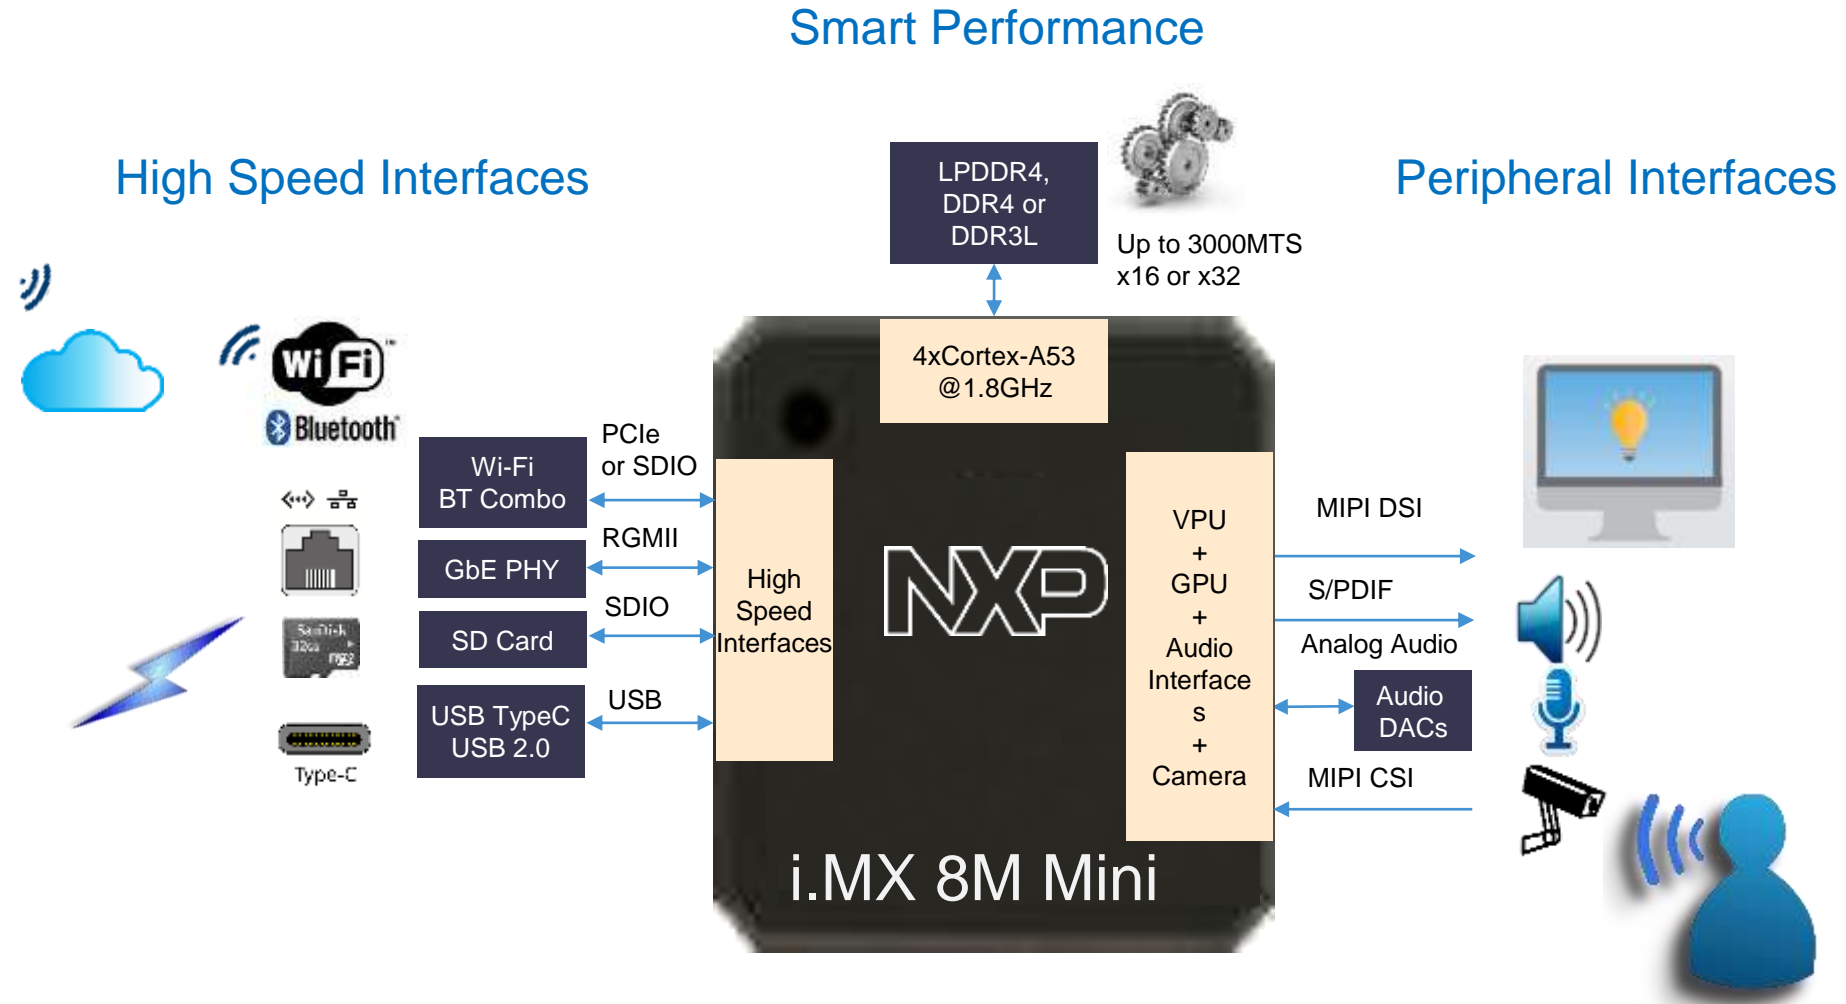 Smart Performance
High Speed Interfaces
Peripheral Interfaces
LPDDR4,
DDR4 or
DDR3L
Up to 3000MTS
x16 or x32
4xCortex-A53
@1.8GHz
WiFi
Bluetooth
Wi-Fi
BT Combo
PCIe
or SDIO
GbE PHY
RGMII
SD Card
SDIO
SanDisk
32GB
USB TypeC
USB 2.0
USB
Type-C
High
Speed
Interfaces
NXP
i.MX 8M Mini
VPU
+
GPU
+
Audio
Interface
s
+
Camera
MIPI DSI
S/PDIF
Analog Audio
Audio
DACs
MIPI CSI